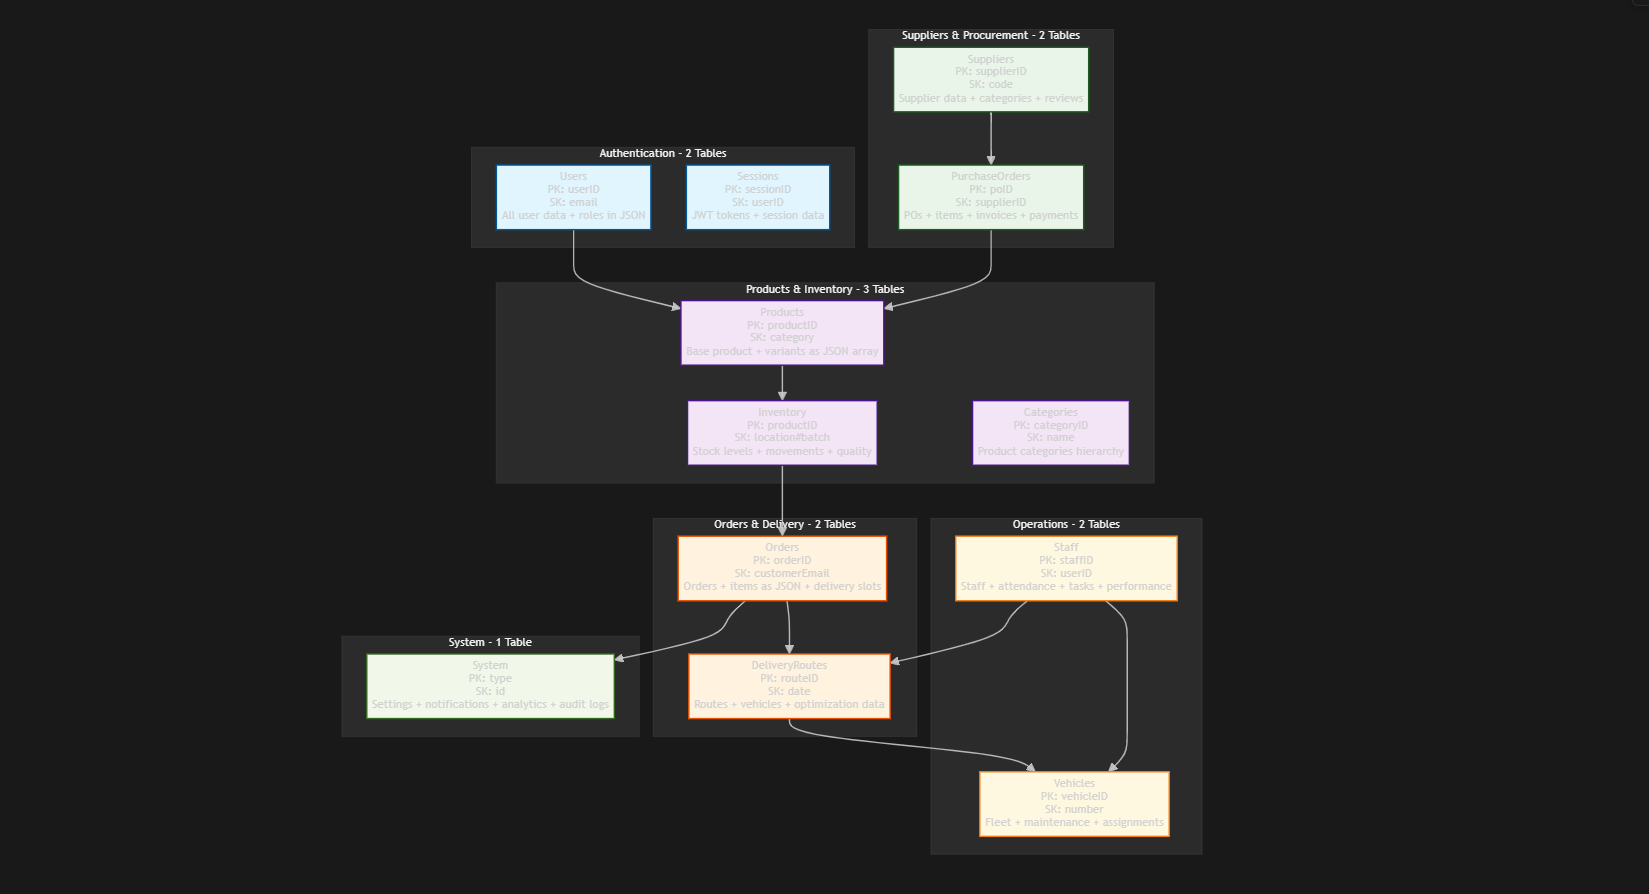 Suppliers & Procurement - 2 Tables
Suppliers
PK: supplierID
SK: code
Supplier data + categories + reviews
Authentication - 2 Tables
Users
PK: userID
SK: email
All user data + roles in JSON
Sessions
PK: sessionID
SK: userID
JWT tokens + session data
PurchaseOrders
PK: poID
SK: supplierID
POs + items + invoices + payments
Products & Inventory - 3 Tables
Products
PK: productID
SK: category
Base product + variants as JSON array
Inventory
PK: productID
SK: location#batch
Stock levels + movements + quality
Categories
PK: categoryID
SK: name
Product categories hierarchy
Orders & Delivery - 2 Tables
Orders
PK: orderID
SK: customerEmail
Orders + items as JSON + delivery slots
Operations - 2 Tables
Staff
PK: staffID
SK: userID
Staff + attendance + tasks + performance
System - 1 Table
System
PK: type
SK: id
Settings + notifications + analytics + audit logs
DeliveryRoutes
PK: routeID
SK: date
Routes + vehicles + optimization data
Vehicles
PK: vehicleID
SK: number
Fleet + maintenance + assignments